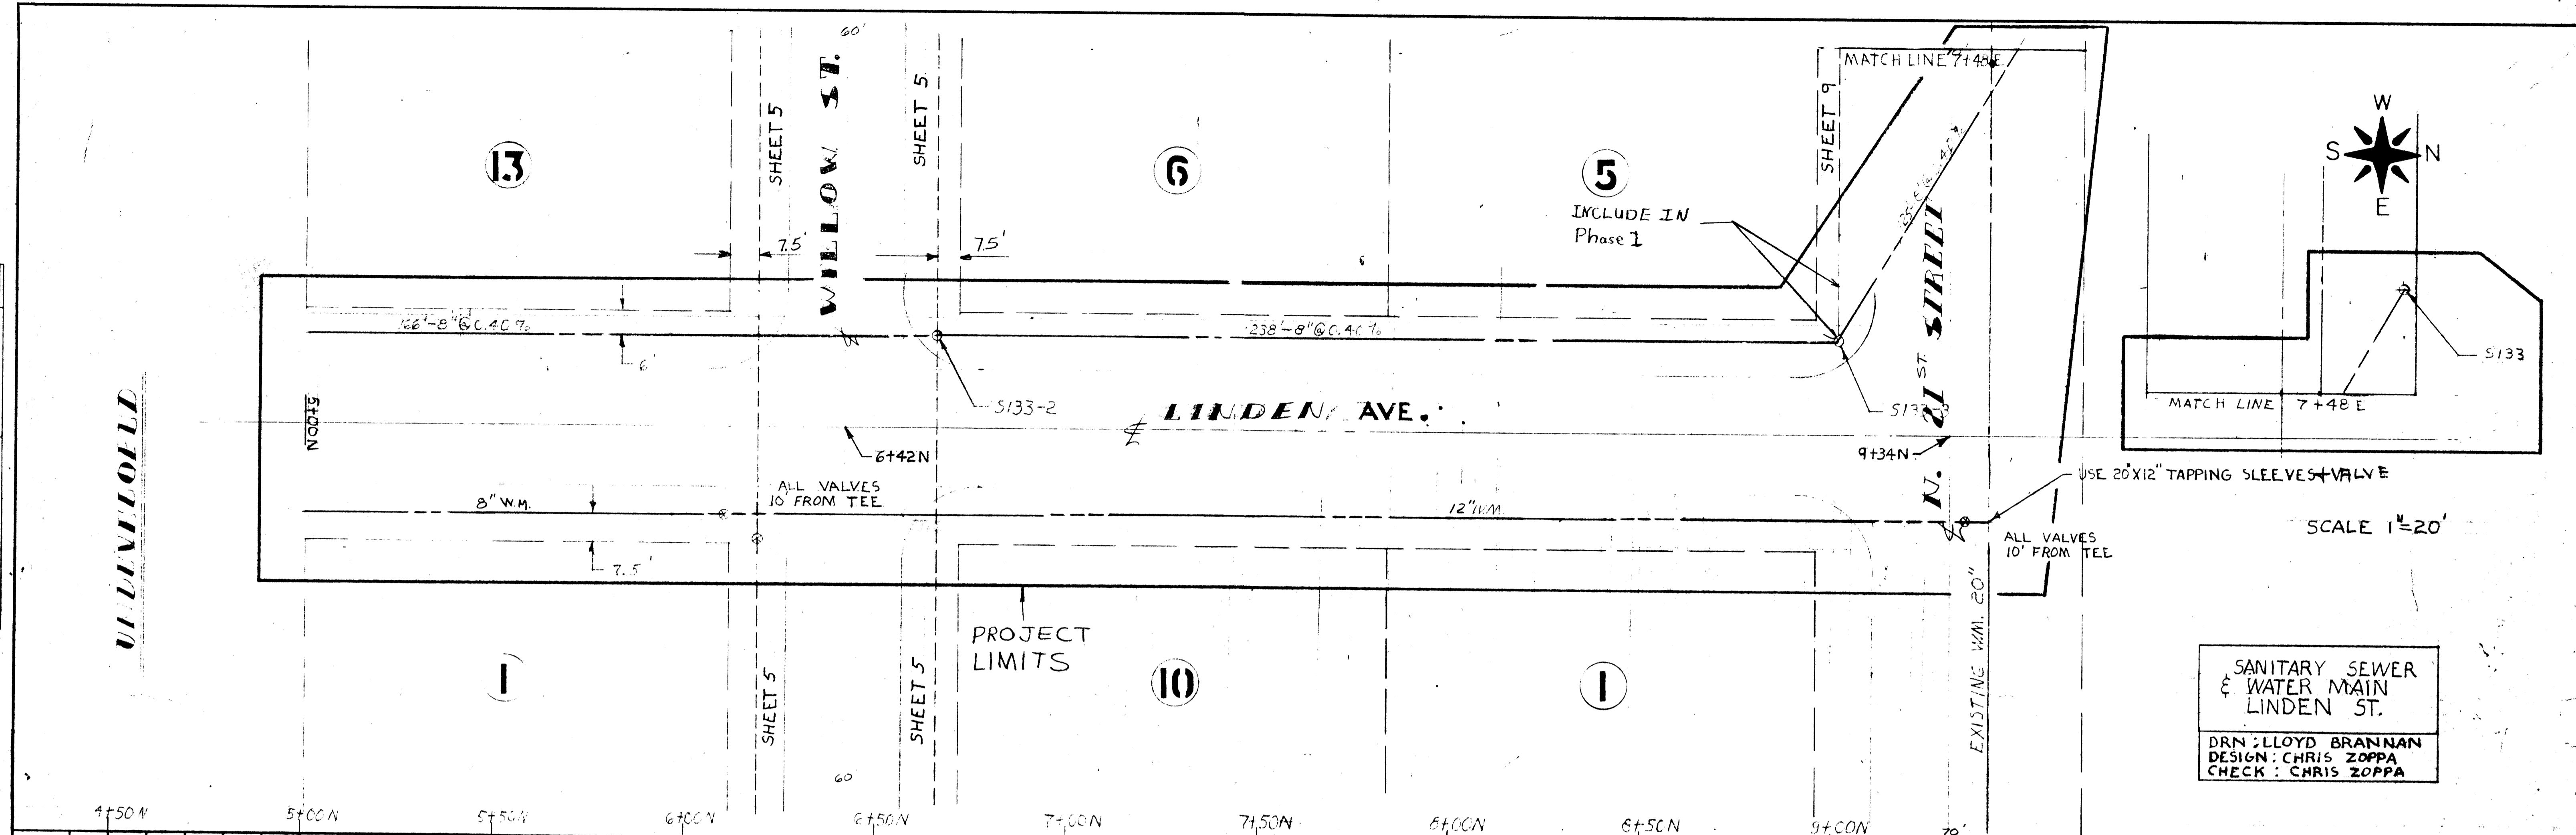 60'
WILLOW ST.
SHEET 5
SHEET 5
13
6
5
INCLUDE IN
Phase 1
SHEET 9
MATCH LINE 7+48E
W
S
N
E
7.5'
7.5'
166'-8"@0.40%
6'
238'-8"@0.40%
N. 21ST STREET
S133
MATCH LINE 7+48E
UNDEVELOPED
5+00N
S133-2
℄ LINDEN AVE.
6+42N
9+34N
ALL VALVES
10' FROM TEE
8" W.M.
12" W.M.
USE 20"X12" TAPPING SLEEVES+VALVE
ALL VALVES
10' FROM TEE
SCALE 1"=20'
7.5'
PROJECT
LIMITS
1
10
1
SHEET 5
SHEET 5
EXISTING W.M. 20"
60'
SANITARY SEWER
& WATER MAIN
LINDEN ST.
DRN: LLOYD BRANNAN
DESIGN: CHRIS ZOPPA
CHECK: CHRIS ZOPPA
4+50N 5+00N 5+50N 6+00N 6+50N 7+00N 7+50N 8+00N 8+50N 9+00N